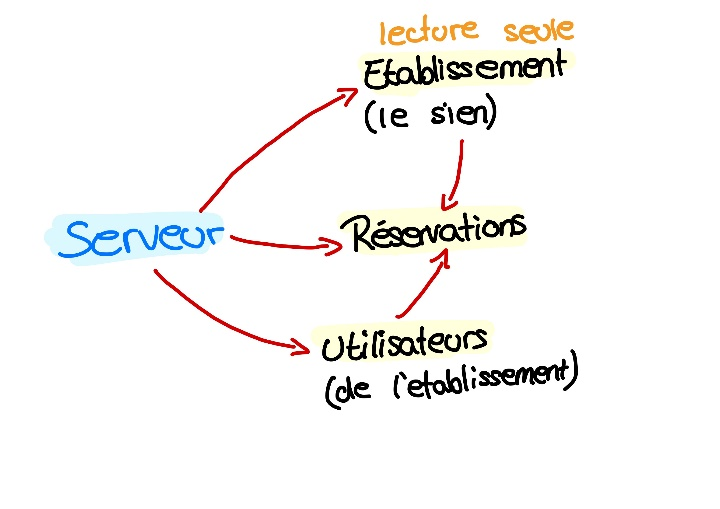 lecture seule
Etablissement
(le sien)
Serveur
Réservations
Utilisateurs
(de l'etablissement)